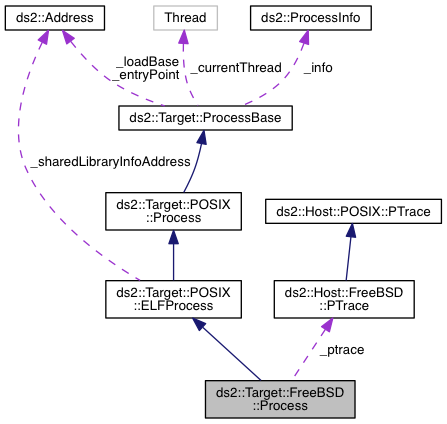 ds2::Address
Thread
ds2::ProcessInfo
_loadBase
_entryPoint
_currentThread
_info
ds2::Target::ProcessBase
_sharedLibraryInfoAddress
ds2::Target::POSIX
::Process
ds2::Host::POSIX::PTrace
ds2::Target::POSIX
::ELFProcess
ds2::Host::FreeBSD
::PTrace
_ptrace
ds2::Target::FreeBSD
::Process